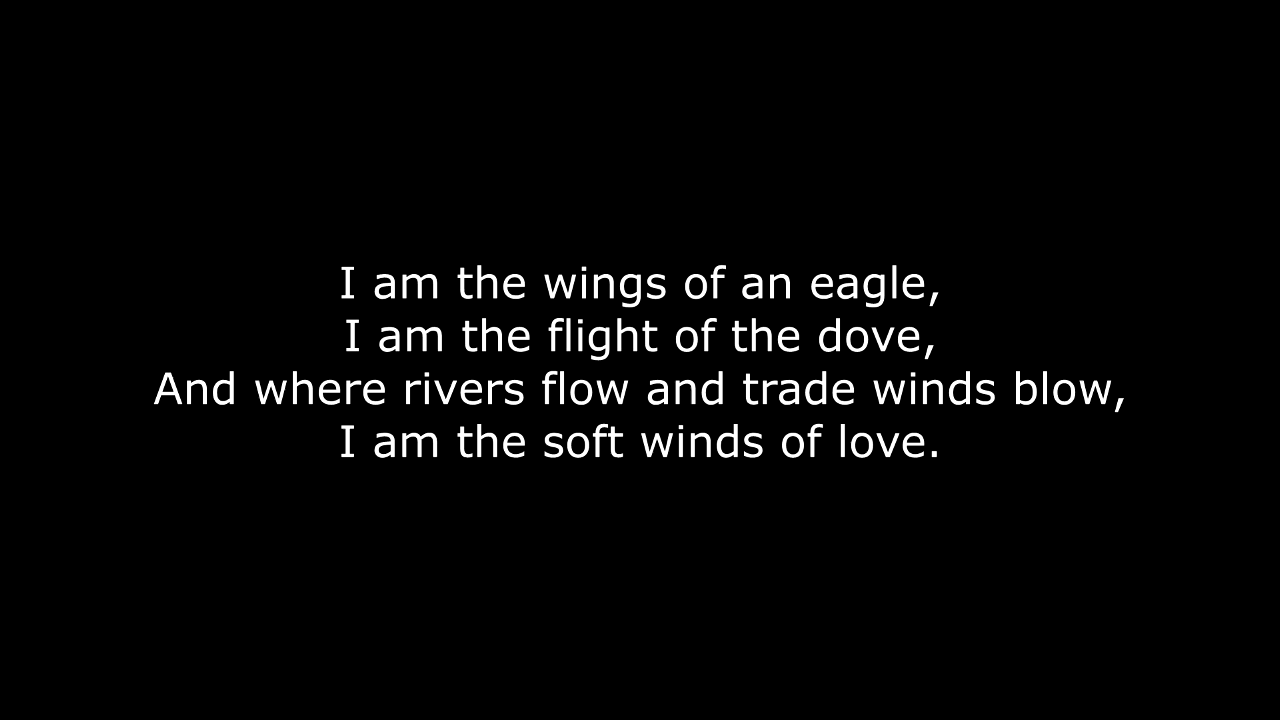 I am the wings of an eagle,
I am the flight of the dove,
And where rivers flow and trade winds blow,
I am the soft winds of love.